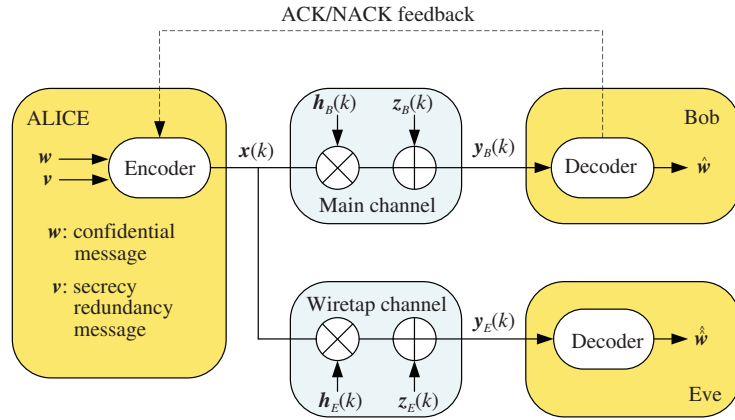 ACK/NACK feedback
ALICE
w
v
Encoder
x(k)
w: confidential
message
v: secrecy
redundancy
message
h_B(k)
z_B(k)
Main channel
y_B(k)
Bob
Decoder
ŵ
Wiretap channel
h_E(k)
z_E(k)
y_E(k)
Decoder
ŵ̂
Eve